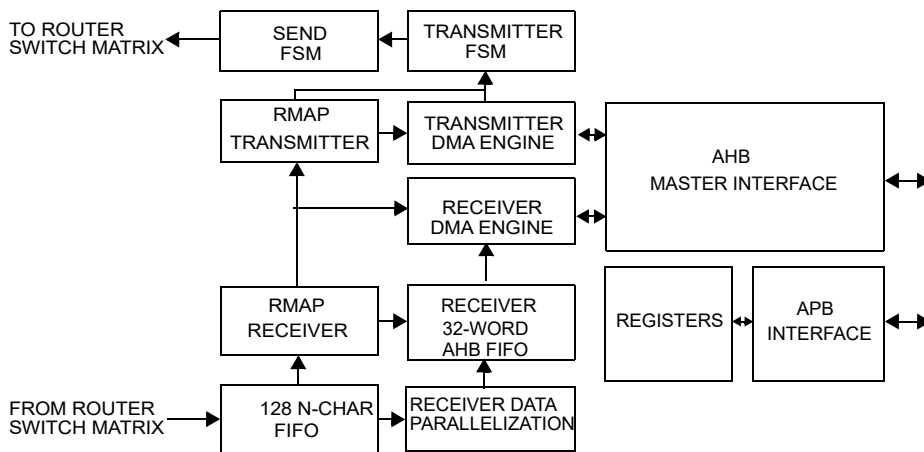 TO ROUTER
SWITCH MATRIX
SEND
FSM
TRANSMITTER
FSM
RMAP
TRANSMITTER
TRANSMITTER
DMA ENGINE
AHB
MASTER INTERFACE
RECEIVER
DMA ENGINE
RMAP
RECEIVER
RECEIVER
32-WORD
AHB FIFO
REGISTERS
APB
INTERFACE
FROM ROUTER
SWITCH MATRIX
128 N-CHAR
FIFO
RECEIVER DATA
PARALLELIZATION